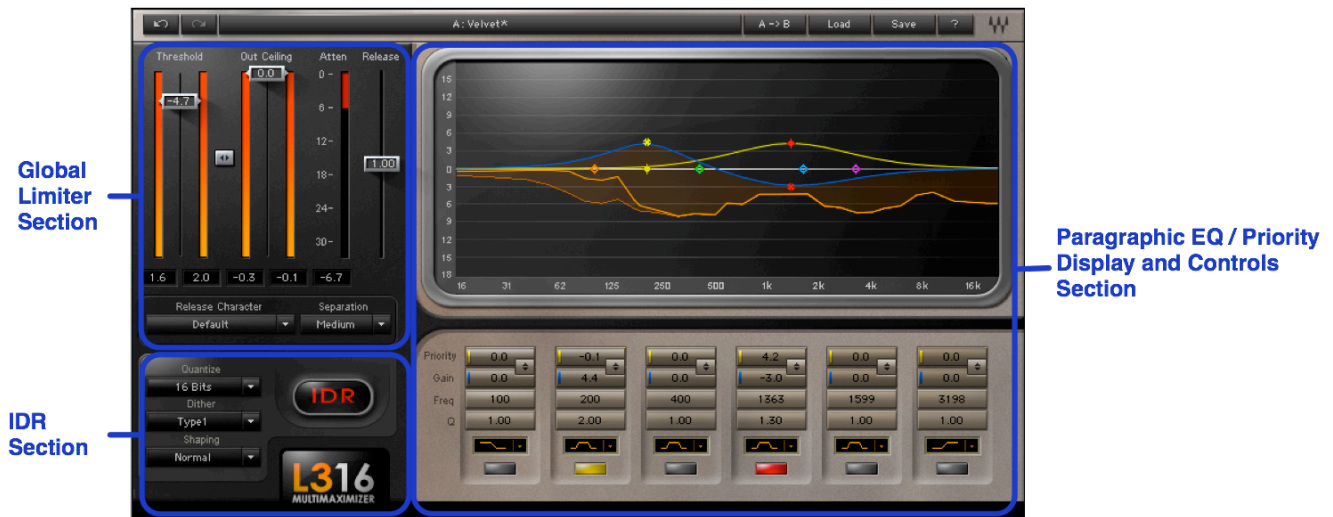 A: Velvet*
A -> B
Load
Save
?
Global
Limiter
Section
Threshold
Out Ceiling
Atten
Release
-4.7
0.0
0 -
6 -
12-
18-
24-
30-
1.00
1.6
2.0
-0.3
-0.1
-6.7
Release Character
Separation
Default
Medium
IDR
Section
Quantize
16 Bits
Dither
Type1
Shaping
Normal
IDR
L316
MULTIMAXIMIZER
15
12
9
6
3
0
3
6
9
12
15
18
16 31 62 125 250 500 1k 2k 4k 8k 16k
Priority 0.0 -0.1 0.0 4.2 0.0 0.0
Gain 0.0 4.4 0.0 -3.0 0.0 0.0
Freq 100 200 400 1363 1599 3198
Q 1.00 2.00 1.00 1.30 1.00 1.00
Paragraphic EQ / Priority
Display and Controls
Section